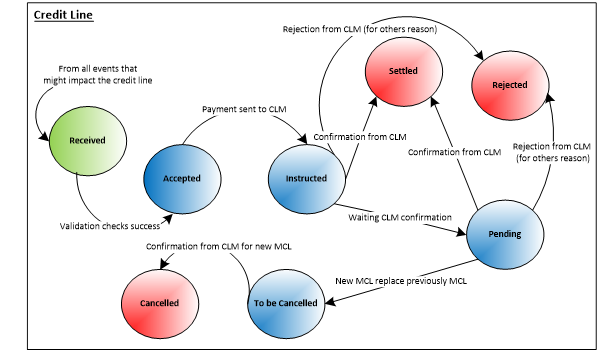 Credit Line
Rejection from CLM (for others reason)
From all events that
might impact the credit line
Settled
Rejected
Payment sent to CLM
Received
Confirmation from CLM
Confirmation from CLM
Rejection from CLM
(for others reason)
Accepted
Instructed
Waiting CLM confirmation
Validation checks success
Pending
Confirmation from CLM for new MCL
New MCL replace previously MCL
Cancelled
To be Cancelled